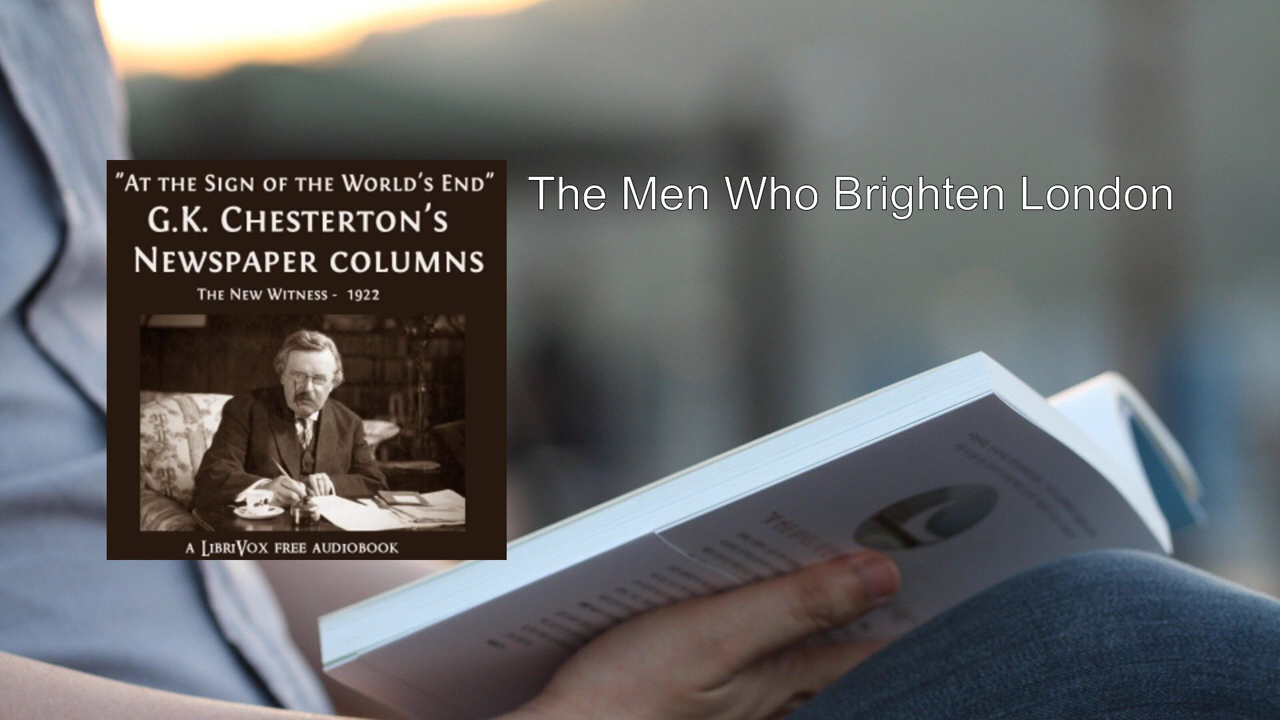 "At the Sign of the World's End"
G.K. Chesterton's
Newspaper columns
The New Witness - 1922
a LibriVox free audiobook
The Men Who Brighten London